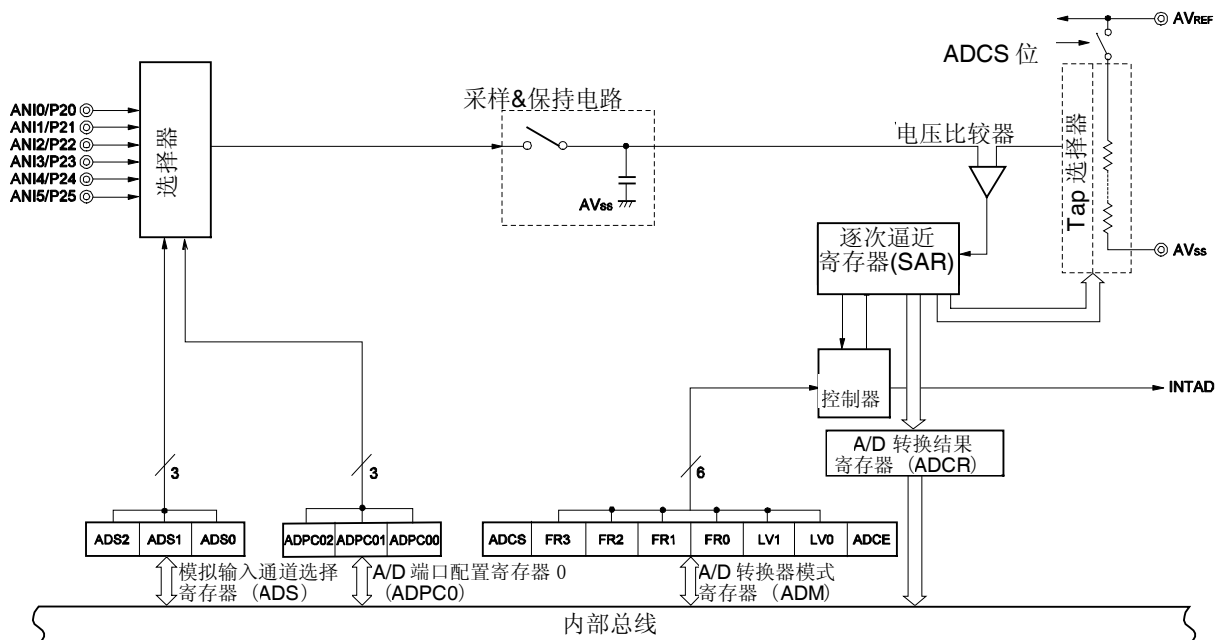 AVREF
ADCS 位
采样&保持电路
ANI0/P20
ANI1/P21
ANI2/P22
ANI3/P23
ANI4/P24
ANI5/P25
选择器
电压比较器
Tap 选择器
AVss
AVss
逐次逼近
寄存器(SAR)
控制器
INTAD
A/D 转换结果
寄存器（ADCR）
3
3
6
ADS2 ADS1 ADS0
ADPC02 ADPC01 ADPC00
ADCS FR3 FR2 FR1 FR0 LV1 LV0 ADCE
模拟输入通道选择
寄存器（ADS）
A/D 端口配置寄存器 0
（ADPC0）
A/D 转换器模式
寄存器（ADM）
内部总线